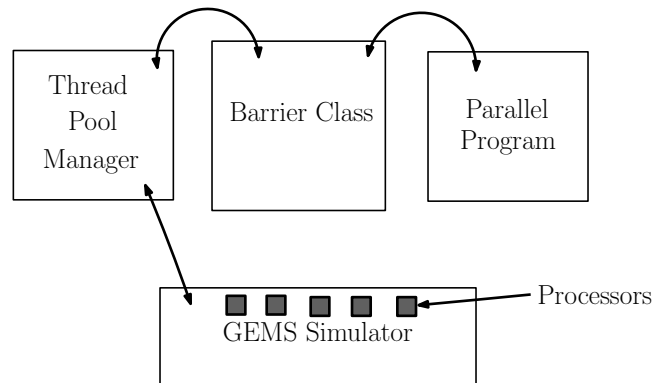 Thread
Pool
Manager
Barrier Class
Parallel
Program
Processors
GEMS Simulator